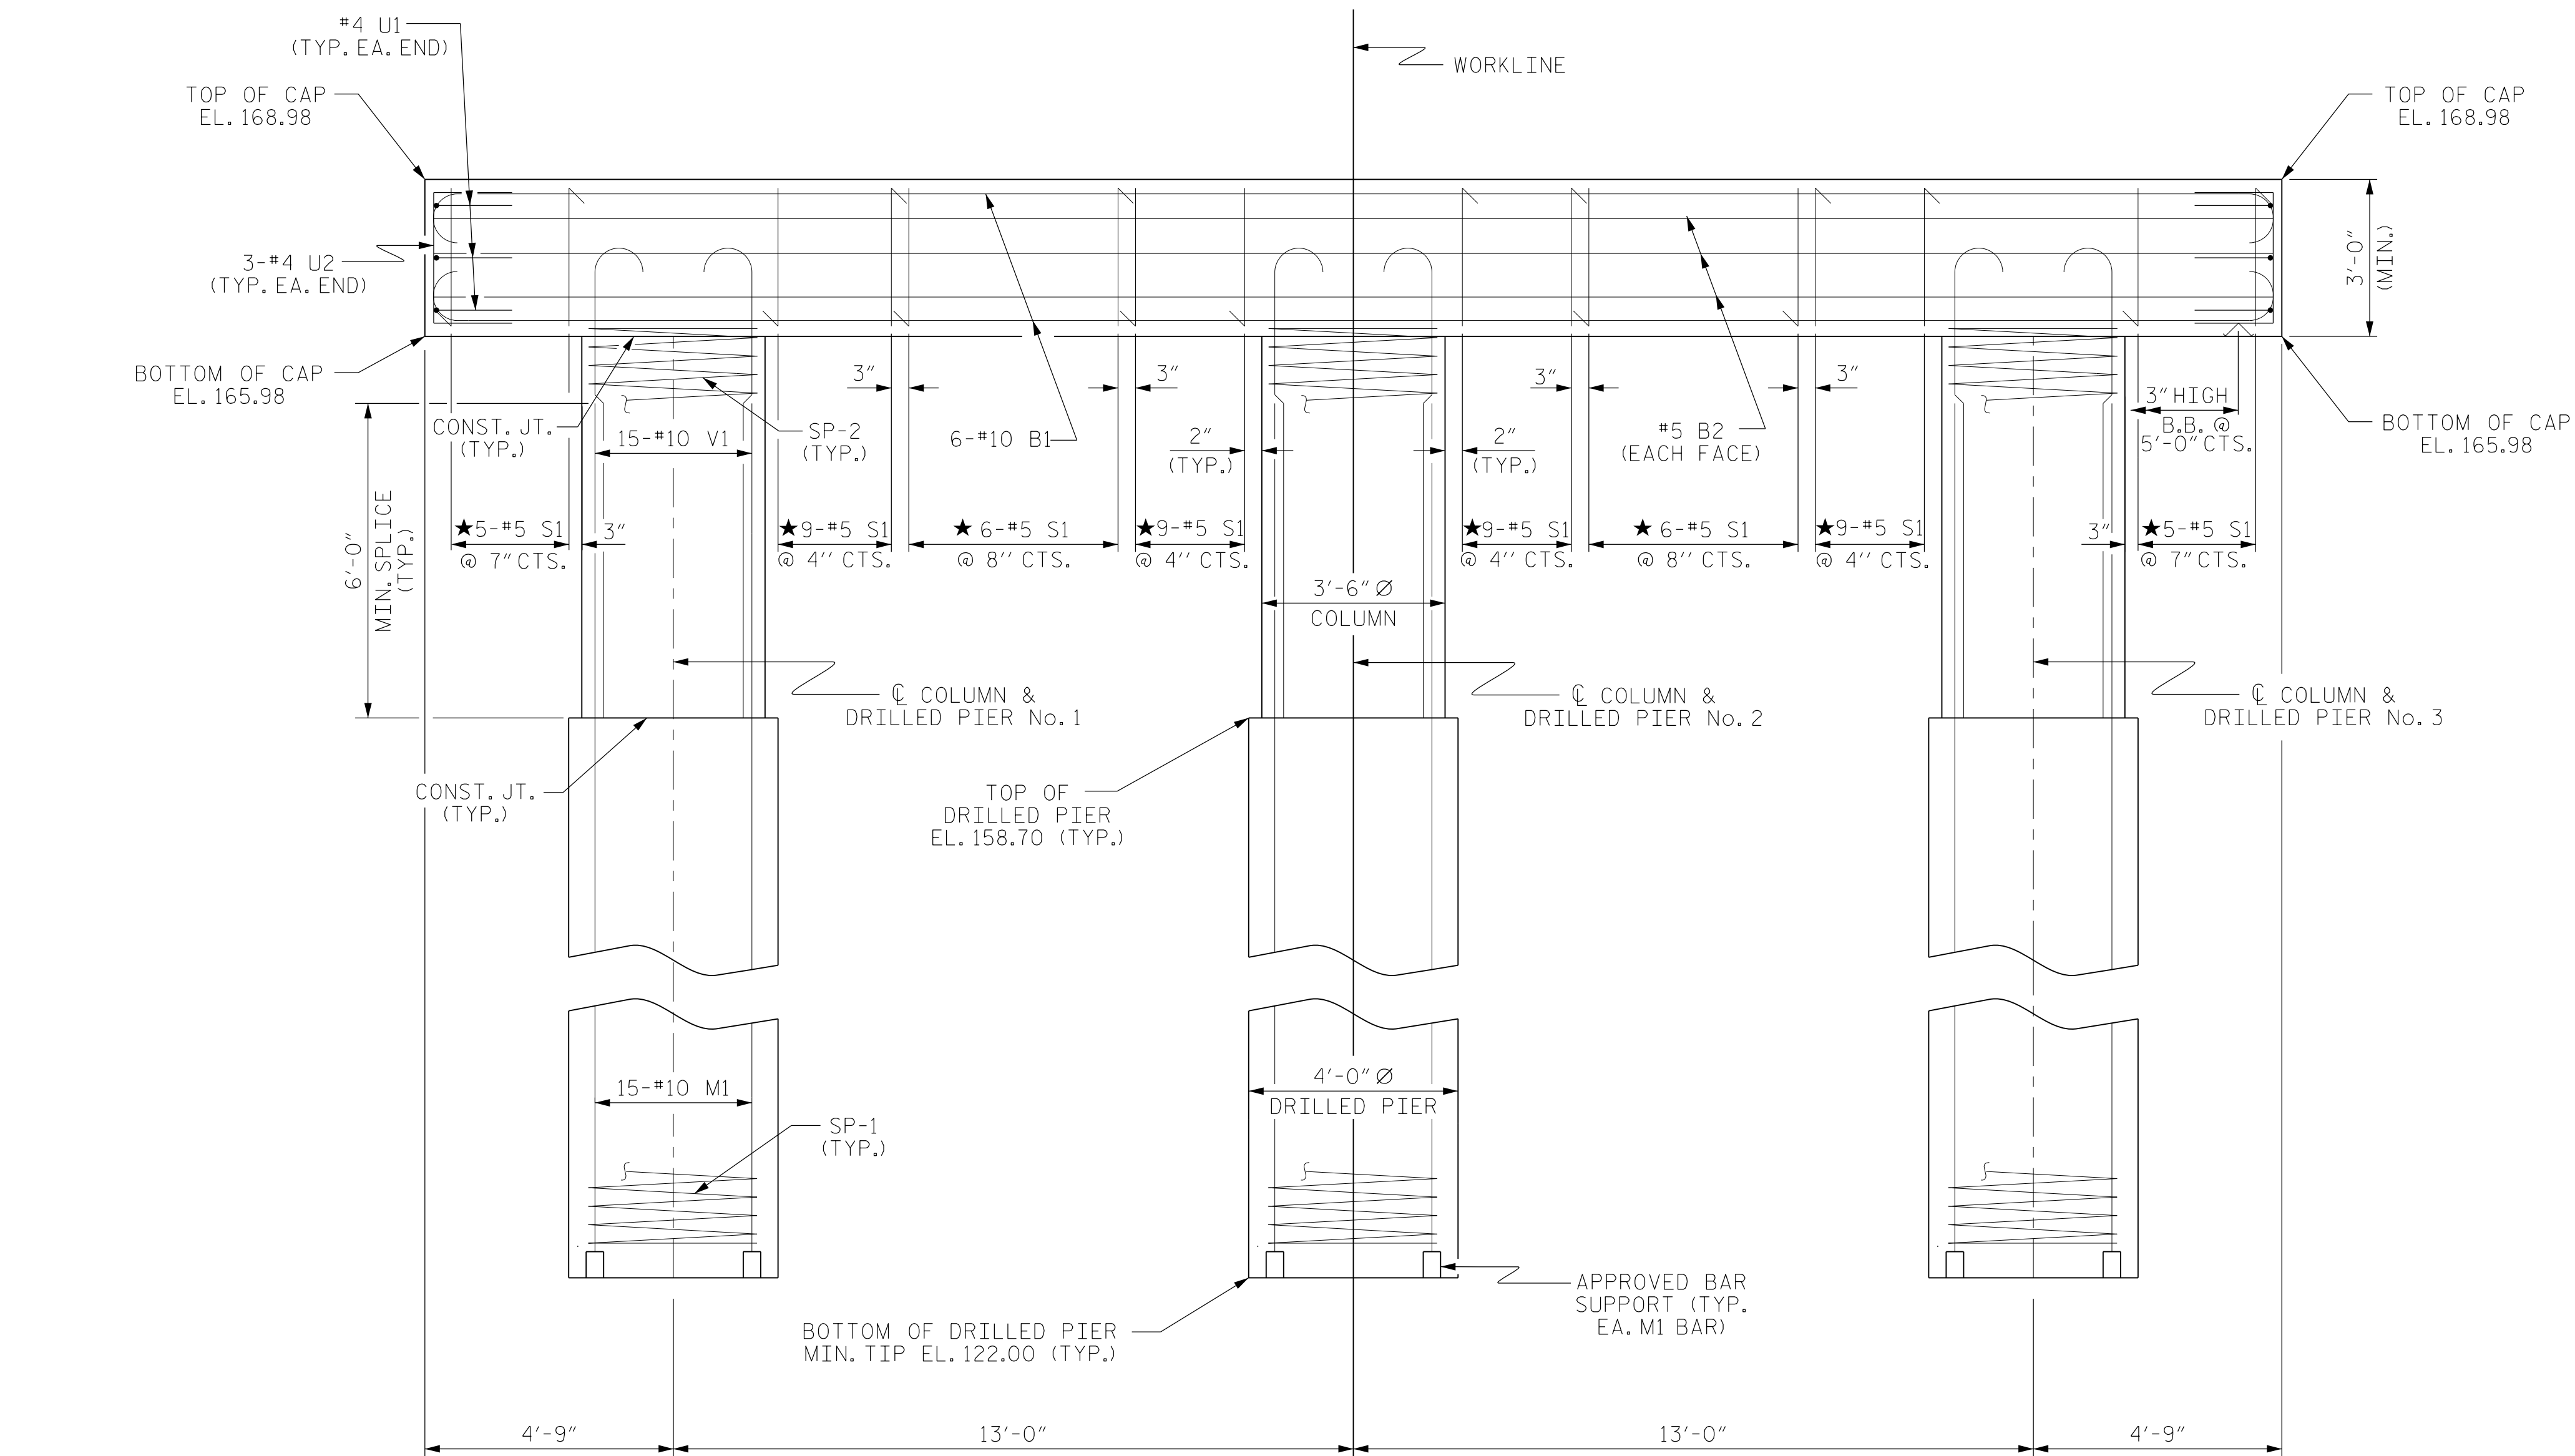 #4 U1
(TYP. EA. END)
WORKLINE
TOP OF CAP
EL. 168.98
TOP OF CAP
EL. 168.98
3-#4 U2
(TYP. EA. END)
3'-0"
(MIN.)
BOTTOM OF CAP
EL. 165.98
CONST. JT.
(TYP.)
15-#10 V1
SP-2
(TYP.)
3"
6-#10 B1
3"
2"
(TYP.)
2"
(TYP.)
3"
#5 B2
(EACH FACE)
3"
3" HIGH
B.B. @
5'-0" CTS.
BOTTOM OF CAP
EL. 165.98
6'-0"
MIN. SPLICE
(TYP.)
★5-#5 S1
@ 7" CTS.
3"
★9-#5 S1
@ 4'' CTS.
★ 6-#5 S1
@ 8'' CTS.
★9-#5 S1
@ 4'' CTS.
★9-#5 S1
@ 4'' CTS.
★ 6-#5 S1
@ 8'' CTS.
★9-#5 S1
@ 4'' CTS.
3"
★5-#5 S1
@ 7" CTS.
3'-6" Ø
COLUMN
℄ COLUMN &
DRILLED PIER No. 1
℄ COLUMN &
DRILLED PIER No. 2
℄ COLUMN &
DRILLED PIER No. 3
CONST. JT.
(TYP.)
TOP OF
DRILLED PIER
EL. 158.70 (TYP.)
15-#10 M1
SP-1
(TYP.)
4'-0" Ø
DRILLED PIER
APPROVED BAR
SUPPORT (TYP.
EA. M1 BAR)
BOTTOM OF DRILLED PIER
MIN. TIP EL. 122.00 (TYP.)
4'-9"
13'-0"
13'-0"
4'-9"